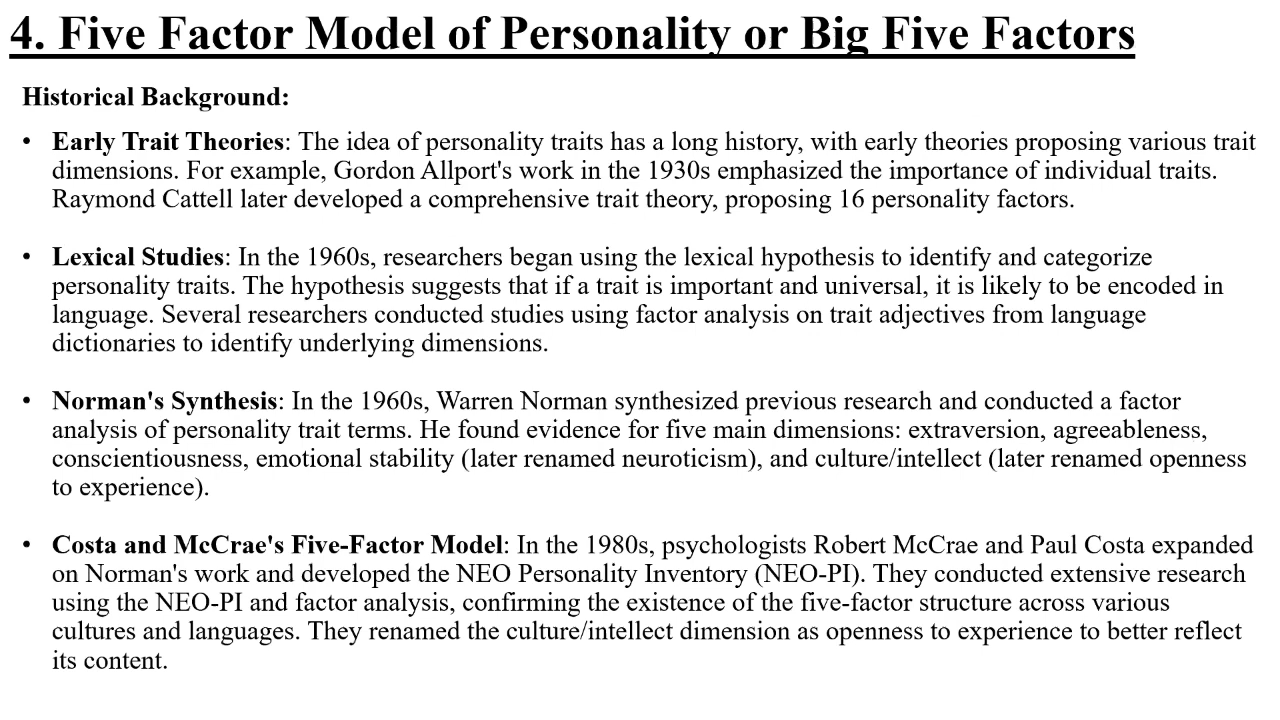 4. Five Factor Model of Personality or Big Five Factors
Historical Background:
• Early Trait Theories: The idea of personality traits has a long history, with early theories proposing various trait
dimensions. For example, Gordon Allport's work in the 1930s emphasized the importance of individual traits.
Raymond Cattell later developed a comprehensive trait theory, proposing 16 personality factors.
• Lexical Studies: In the 1960s, researchers began using the lexical hypothesis to identify and categorize
personality traits. The hypothesis suggests that if a trait is important and universal, it is likely to be encoded in
language. Several researchers conducted studies using factor analysis on trait adjectives from language
dictionaries to identify underlying dimensions.
• Norman's Synthesis: In the 1960s, Warren Norman synthesized previous research and conducted a factor
analysis of personality trait terms. He found evidence for five main dimensions: extraversion, agreeableness,
conscientiousness, emotional stability (later renamed neuroticism), and culture/intellect (later renamed openness
to experience).
• Costa and McCrae's Five-Factor Model: In the 1980s, psychologists Robert McCrae and Paul Costa expanded
on Norman's work and developed the NEO Personality Inventory (NEO-PI). They conducted extensive research
using the NEO-PI and factor analysis, confirming the existence of the five-factor structure across various
cultures and languages. They renamed the culture/intellect dimension as openness to experience to better reflect
its content.